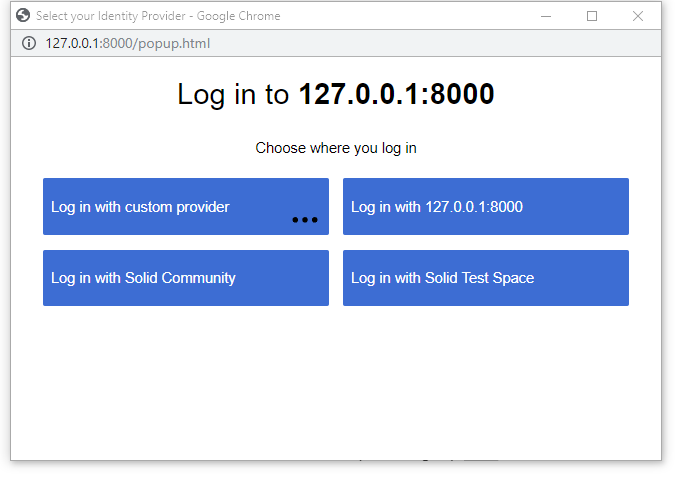 Select your Identity Provider - Google Chrome
127.0.0.1:8000/popup.html
Log in to 127.0.0.1:8000
Choose where you log in
Log in with custom provider
Log in with 127.0.0.1:8000
Log in with Solid Community
Log in with Solid Test Space